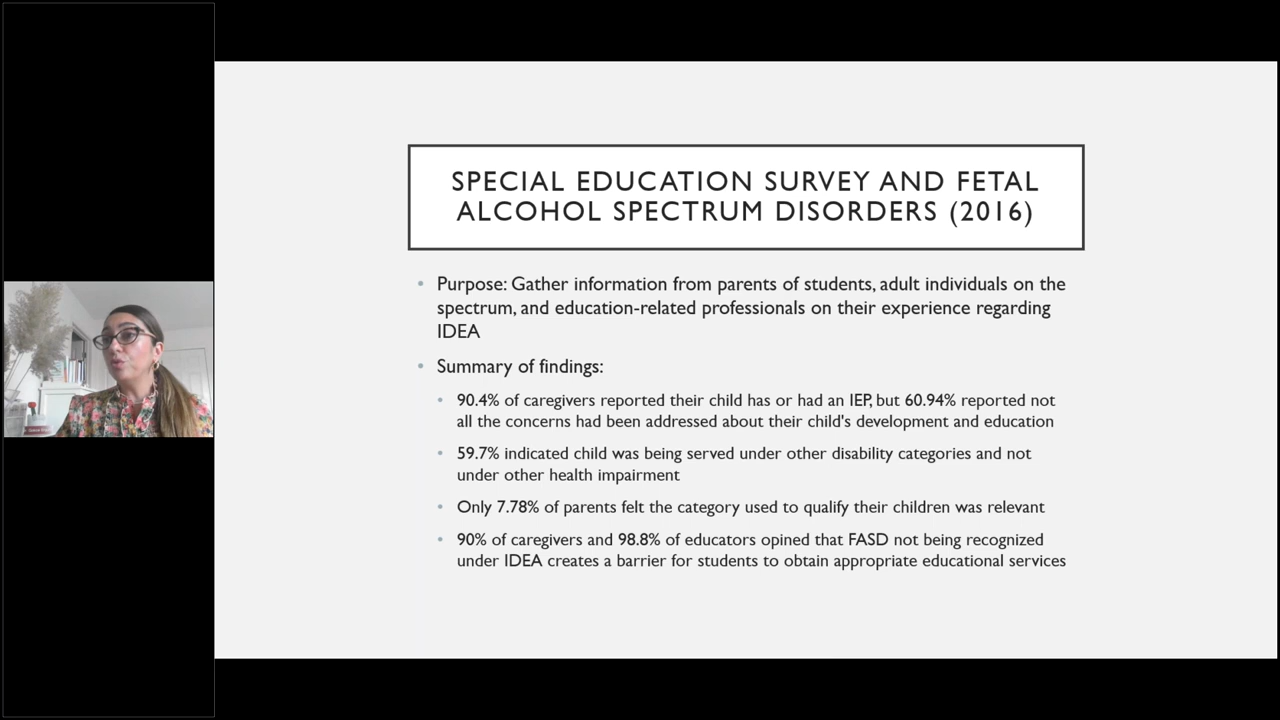 SPECIAL EDUCATION SURVEY AND FETAL
ALCOHOL SPECTRUM DISORDERS (2016)
• Purpose: Gather information from parents of students, adult individuals on the
spectrum, and education-related professionals on their experience regarding
IDEA
• Summary of findings:
• 90.4% of caregivers reported their child has or had an IEP, but 60.94% reported not
all the concerns had been addressed about their child's development and education
• 59.7% indicated child was being served under other disability categories and not
under other health impairment
• Only 7.78% of parents felt the category used to qualify their children was relevant
• 90% of caregivers and 98.8% of educators opined that FASD not being recognized
under IDEA creates a barrier for students to obtain appropriate educational services